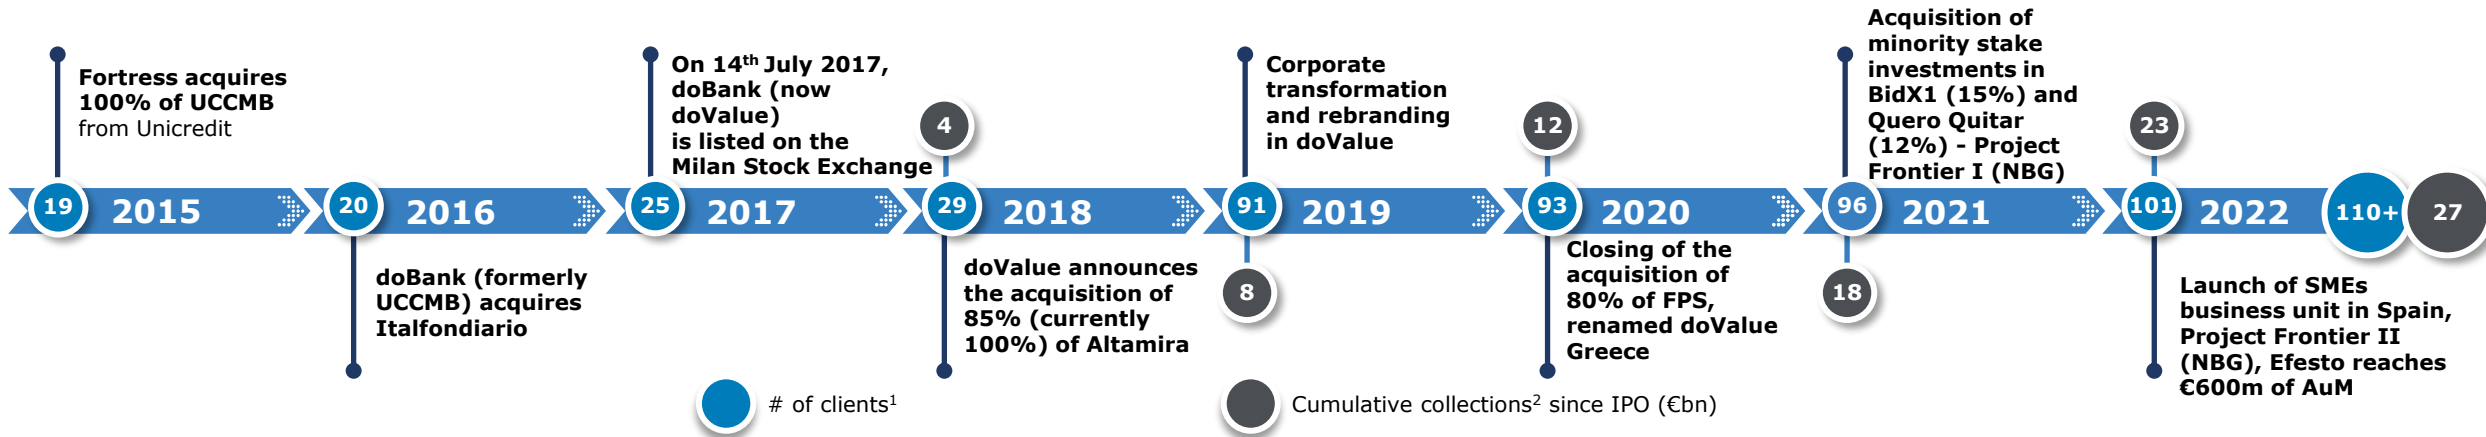 Fortress acquires
100% of UCCMB
from Unicredit
On 14th July 2017,
doBank (now
doValue)
is listed on the
Milan Stock Exchange
4
Corporate
transformation
and rebranding
in doValue
12
Acquisition of
minority stake
investments in
BidX1 (15%) and
Quero Quitar
(12%) - Project
Frontier I (NBG)
23
19 2015 20 2016 25 2017 29 2018 91 2019 93 2020 96 2021 101 2022 110+ 27
doBank (formerly
UCCMB) acquires
Italfondiario
doValue announces
the acquisition of
85% (currently
100%) of Altamira
8
Closing of the
acquisition of
80% of FPS,
renamed doValue
Greece
18
Launch of SMEs
business unit in Spain,
Project Frontier II
(NBG), Efesto reaches
€600m of AuM
# of clients1
Cumulative collections2 since IPO (€bn)